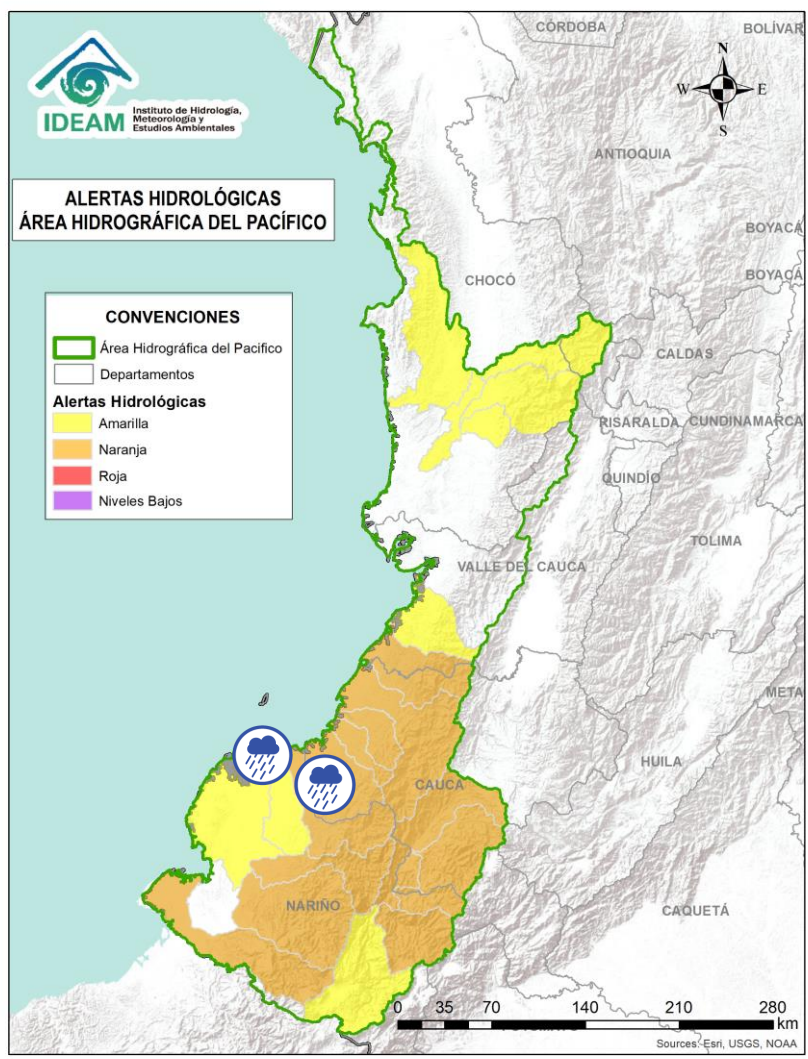 CÓRDOBA
BOLÍVAR
N
W
E
S
IDEAM
Instituto de Hidrología,
Meteorología y
Estudios Ambientales
ANTIOQUIA
ALERTAS HIDROLÓGICAS
ÁREA HIDROGRÁFICA DEL PACÍFICO
BOYACÁ
BOYACÁ
CHOCÓ
CONVENCIONES
Área Hidrográfica del Pacifico
Departamentos
Alertas Hidrológicas
Amarilla
Naranja
Roja
Niveles Bajos
CALDAS
RISARALDA
CUNDINAMARCA
QUINDÍO
TOLIMA
VALLE DEL CAUCA
META
HUILA
CAUCA
NARIÑO
CAQUETÁ
0 35 70 140 210 280
km
Sources: Esri, USGS, NOAA